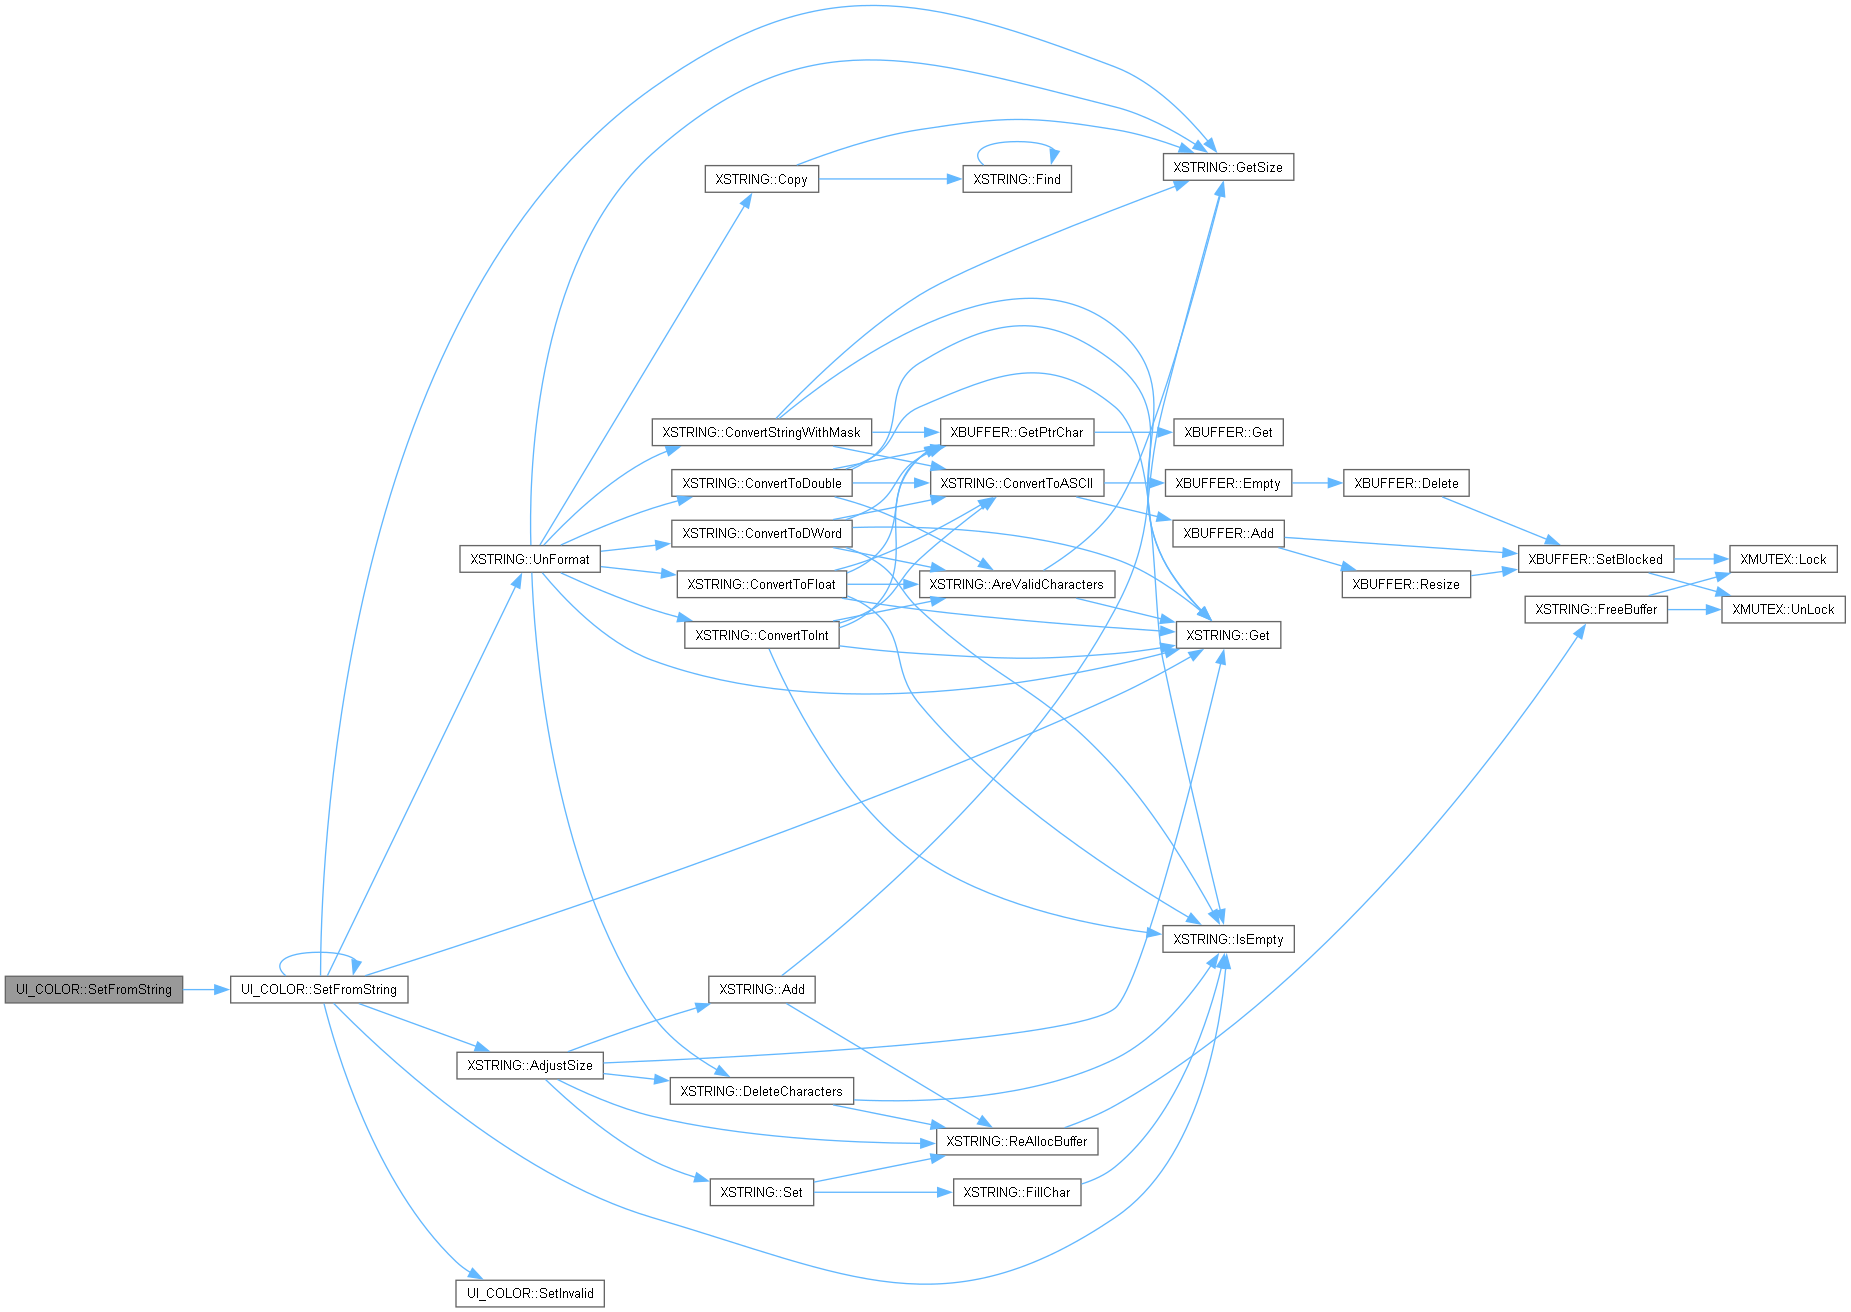 XSTRING::GetSize
XSTRING::Copy
XSTRING::Find
XSTRING::ConvertStringWithMask
XBUFFER::GetPtrChar
XBUFFER::Get
XSTRING::ConvertToDouble
XSTRING::ConvertToASCII
XBUFFER::Empty
XBUFFER::Delete
XSTRING::ConvertToDWord
XBUFFER::Add
XSTRING::UnFormat
XBUFFER::SetBlocked
XMUTEX::Lock
XSTRING::ConvertToFloat
XSTRING::AreValidCharacters
XBUFFER::Resize
XSTRING::FreeBuffer
XMUTEX::UnLock
XSTRING::ConvertToInt
XSTRING::Get
XSTRING::IsEmpty
UI_COLOR::SetFromString
UI_COLOR::SetFromString
XSTRING::Add
XSTRING::AdjustSize
XSTRING::DeleteCharacters
XSTRING::ReAllocBuffer
XSTRING::Set
XSTRING::FillChar
UI_COLOR::SetInvalid